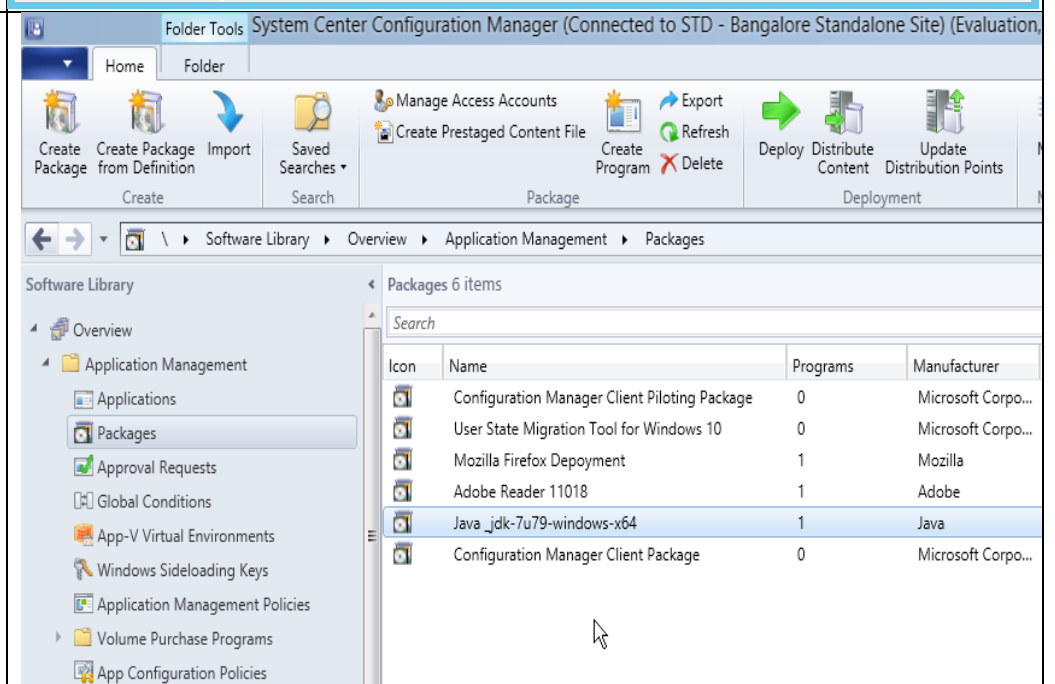 Folder Tools System Center Configuration Manager (Connected to STD - Bangalore Standalone Site) (Evaluation,
Home Folder
Create Package
Create Package from Definition
Import
Saved Searches
Manage Access Accounts
Create Prestaged Content File
Create Program
Export
Refresh
Delete
Deploy
Distribute Content
Update Distribution Points
Create Search Package Deployment
\ Software Library Overview Application Management Packages
Software Library
Overview
Application Management
Applications
Packages
Approval Requests
Global Conditions
App-V Virtual Environments
Windows Sideloading Keys
Application Management Policies
Volume Purchase Programs
App Configuration Policies
Packages 6 items
Search
Icon Name Programs Manufacturer
Configuration Manager Client Piloting Package 0 Microsoft Corpo...
User State Migration Tool for Windows 10 0 Microsoft Corpo...
Mozilla Firefox Depoyment 1 Mozilla
Adobe Reader 11018 1 Adobe
Java _jdk-7u79-windows-x64 1 Java
Configuration Manager Client Package 0 Microsoft Corpo...